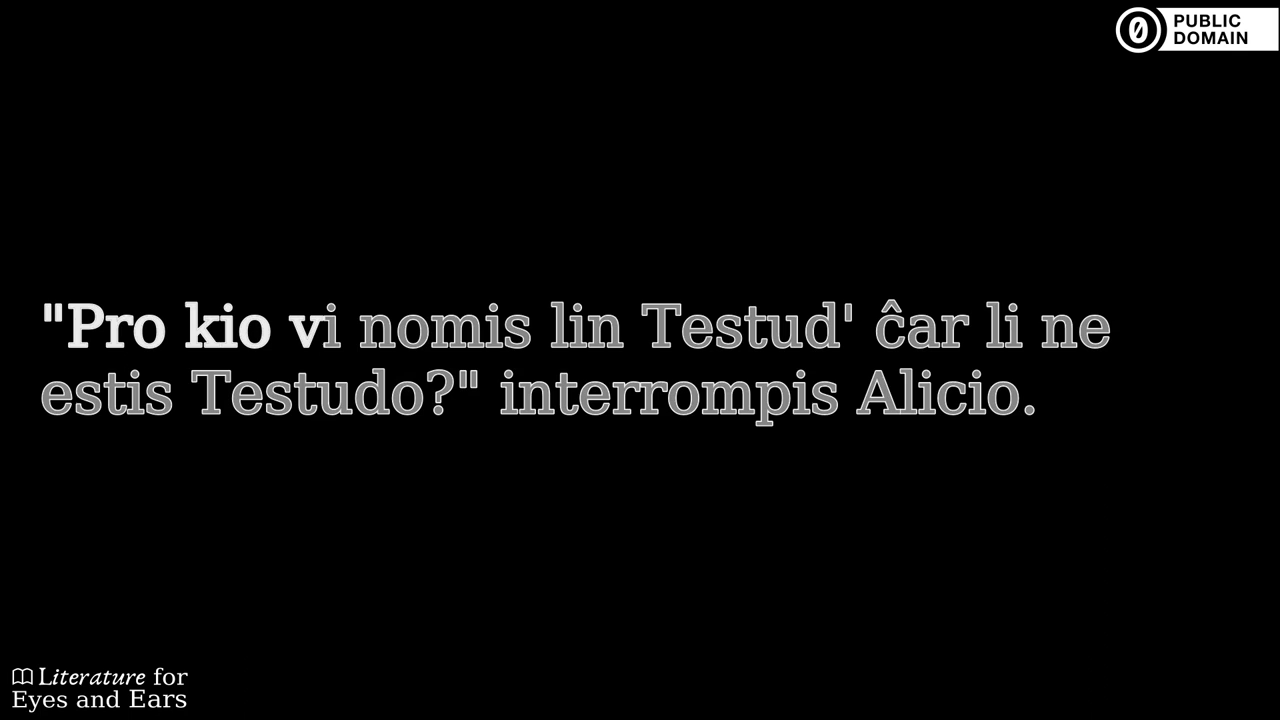 PUBLIC
DOMAIN
"Pro kio vi nomis lin Testud' ĉar li ne
estis Testudo?" interrompis Alicio.
Literature for
Eyes and Ears